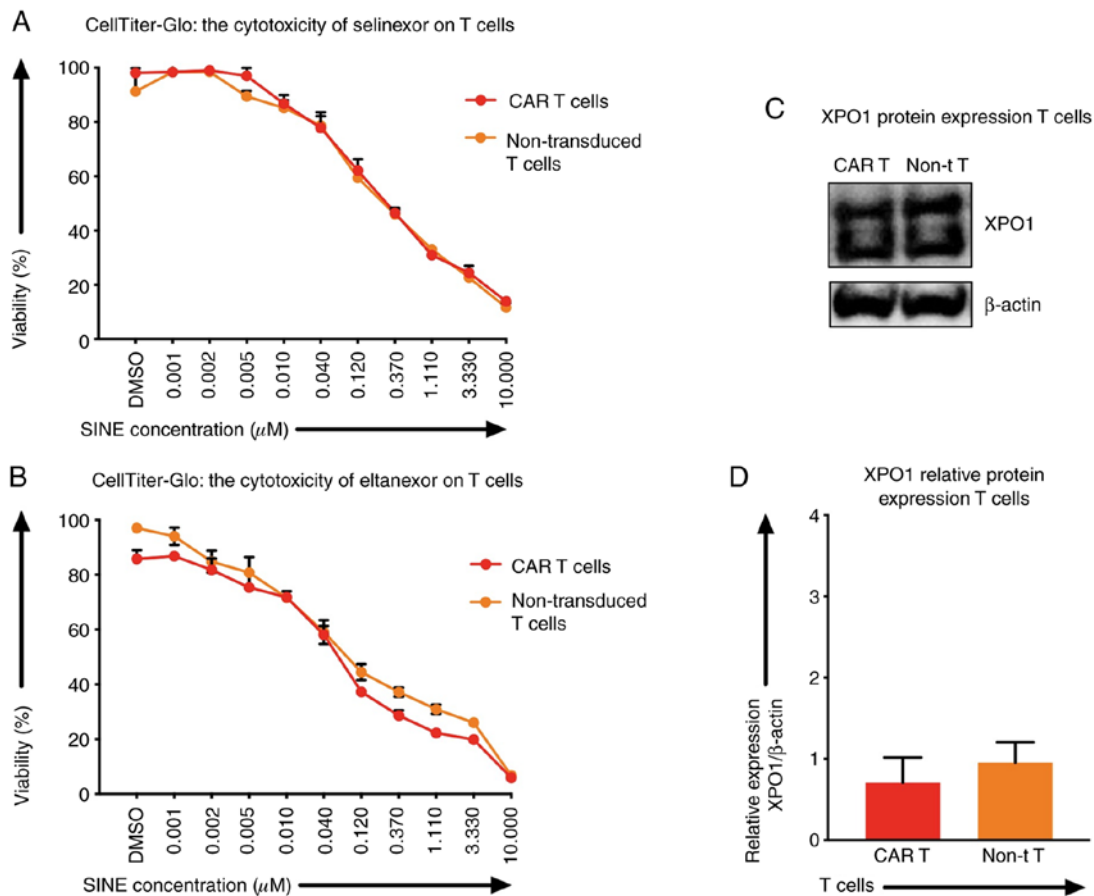 A
CellTiter-Glo: the cytotoxicity of selinexor on T cells
100
80
60
40
20
0
Viability (%)
DMSO
0.001
0.002
0.005
0.010
0.040
0.120
0.370
1.110
3.330
10.000
SINE concentration (μM)
CAR T cells
Non-transduced
T cells
B
CellTiter-Glo: the cytotoxicity of eltanexor on T cells
100
80
60
40
20
0
Viability (%)
DMSO
0.001
0.002
0.005
0.010
0.040
0.120
0.370
1.110
3.330
10.000
SINE concentration (μM)
CAR T cells
Non-transduced
T cells
C
XPO1 protein expression T cells
CAR T Non-t T
XPO1
β-actin
D
XPO1 relative protein
expression T cells
4
3
2
1
0
Relative expression
XPO1/β-actin
CAR T Non-t T
T cells